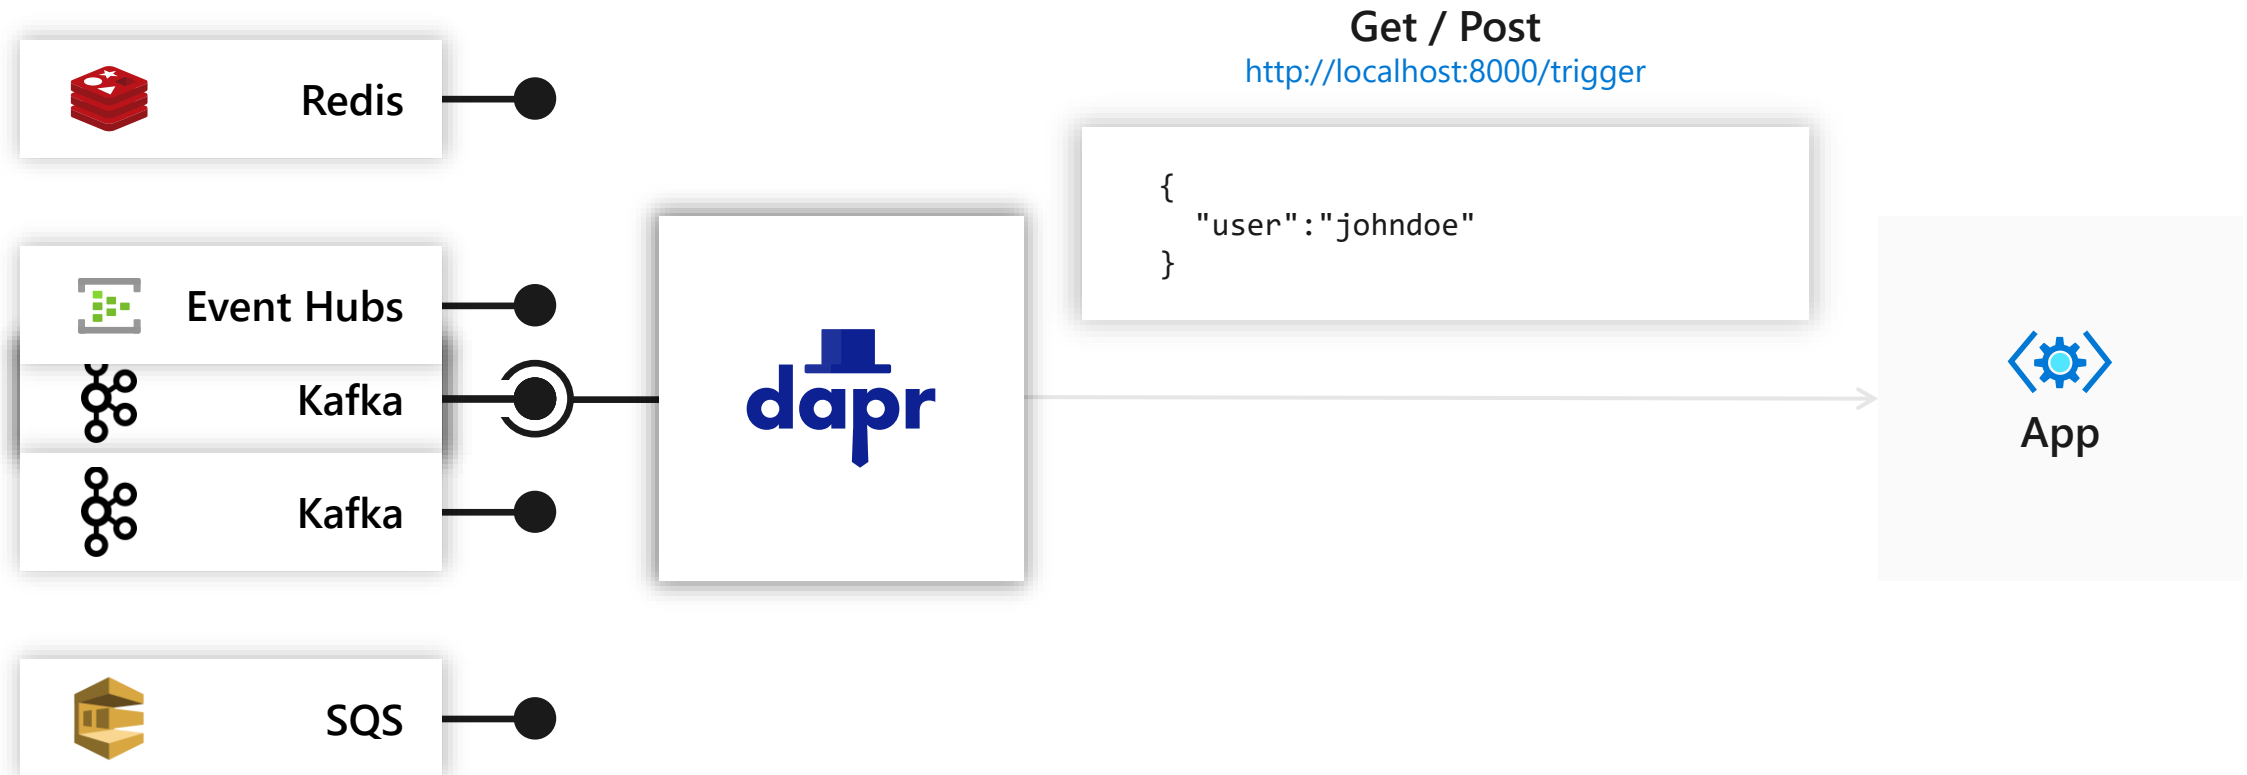 Get / Post
http://localhost:8000/trigger
Redis
{
"user":"johndoe"
}
Event Hubs
Kafka
dapr
App
Kafka
SQS